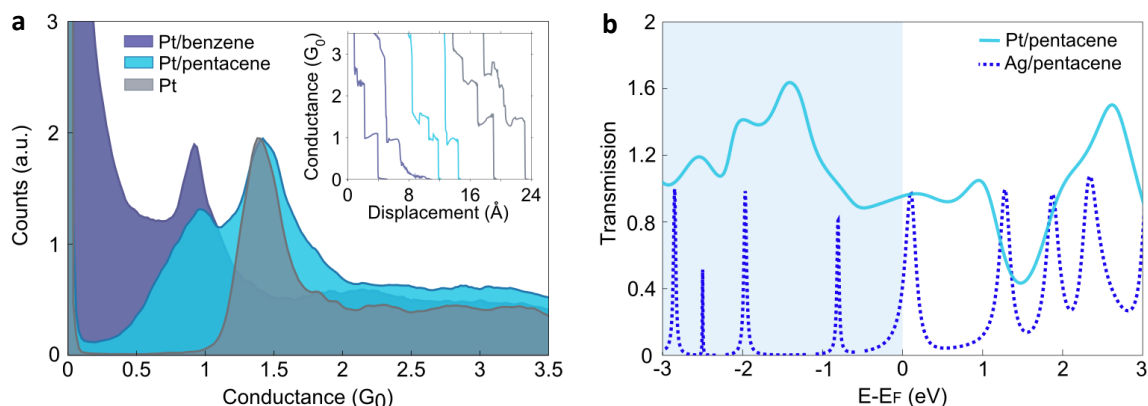 a
3
2
1
0
Counts (a.u.)
Pt/benzene
Pt/pentacene
Pt
0 0.5 1 1.5 2 2.5 3 3.5
Conductance (G0)
3
2
1
0
Conductance (G0)
0 8 16 24
Displacement (Å)
b
2
1.6
1.2
0.8
0.4
0
Transmission
Pt/pentacene
Ag/pentacene
-3 -2 -1 0 1 2 3
E-EF (eV)